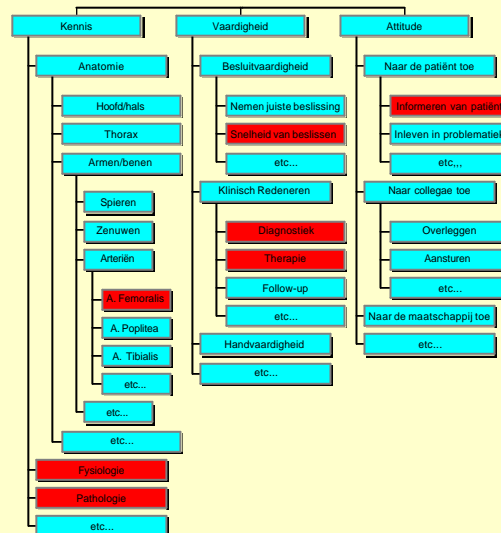 Kennis
Anatomie
Hoofd/hals
Thorax
Armen/benen
Spieren
Zenuwen
Arteriën
A. Femoralis
A. Poplitea
A. Tibialis
etc...
etc...
etc...
Fysiologie
Pathologie
etc...
Vaardigheid
Besluitvaardigheid
Nemen juiste beslissing
Snelheid van beslissen
etc...
Klinisch Redeneren
Diagnostiek
Therapie
Follow-up
etc...
Handvaardigheid
etc...
Attitude
Naar de patiënt toe
Informeren van patiënt
Inleven in problematiek
etc,,,
Naar collegae toe
Overleggen
Aansturen
etc...
Naar de maatschappij toe
etc...